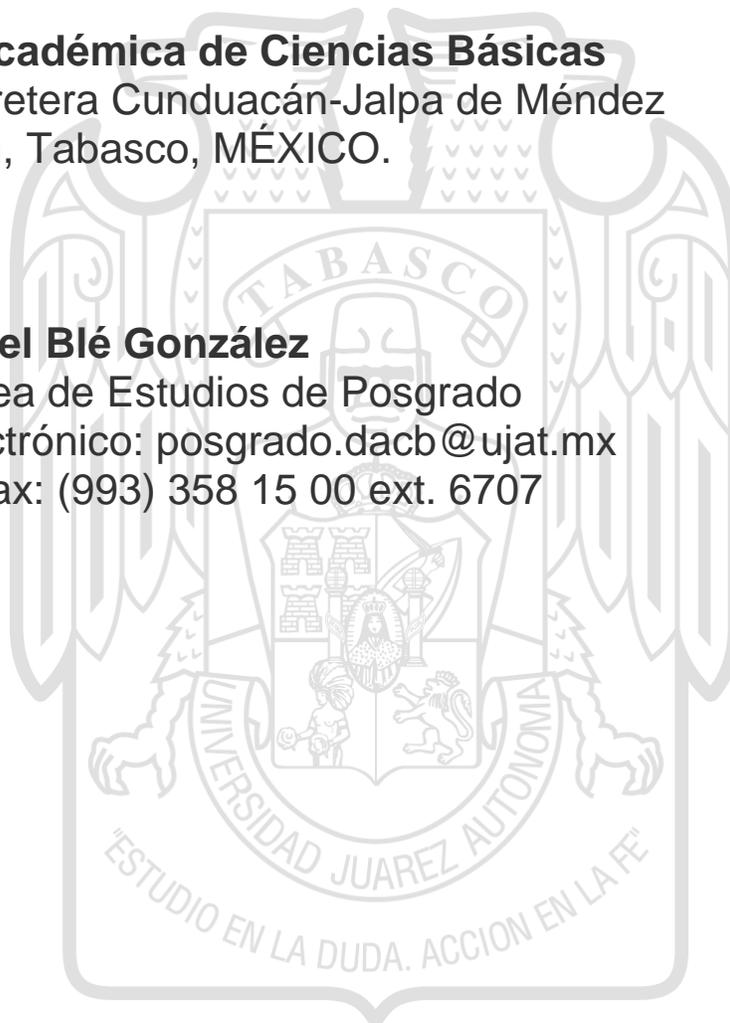 cadémica de Ciencias Básicas
retera Cunduacán-Jalpa de Méndez
, Tabasco, MÉXICO.
TABASCO
el Blé González
ea de Estudios de Posgrado
ctrónico: posgrado.dacb@ujat.mx
ax: (993) 358 15 00 ext. 6707
UNIVERSIDAD JUAREZ AUTONOMA
"ESTUDIO EN LA DUDA. ACCION EN LA FE"